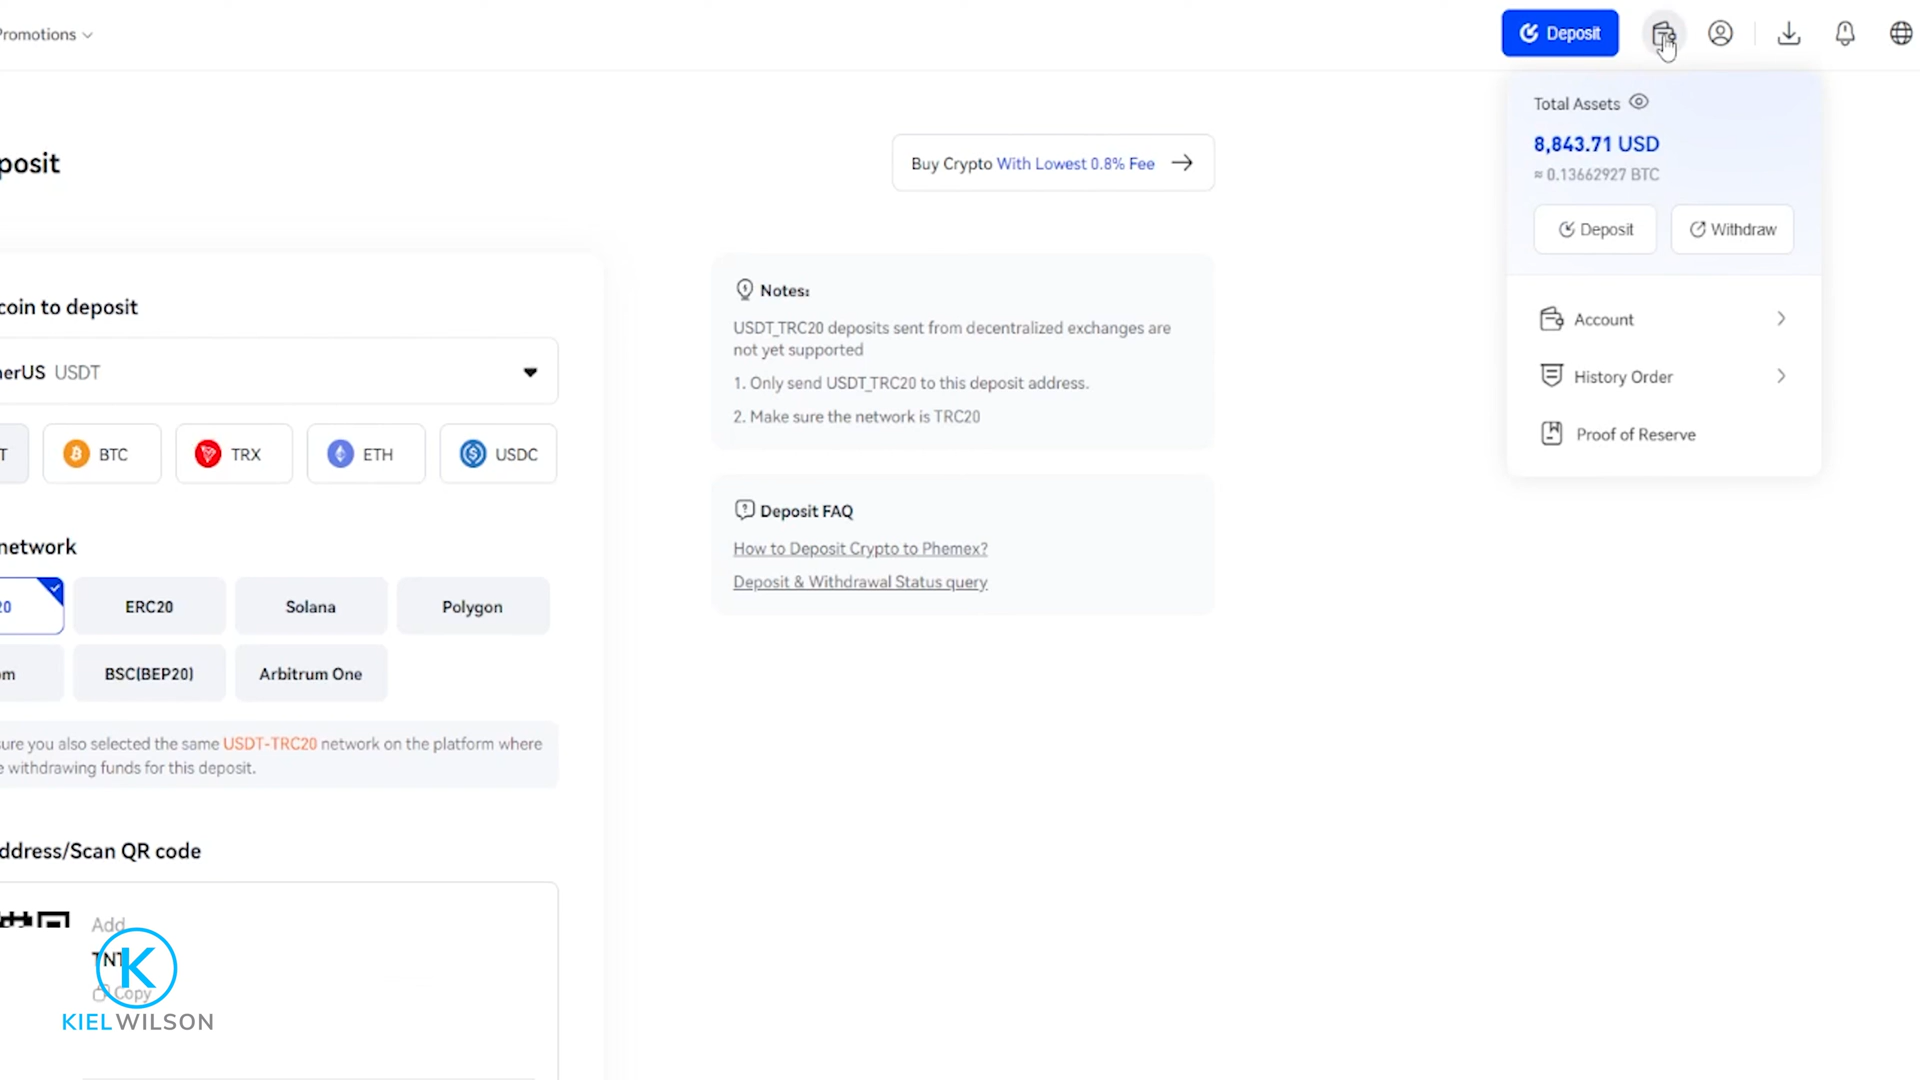 Promotions
Deposit
Total Assets
8,843.71 USD
≈ 0.13662927 BTC
Deposit
Withdraw
Account
History Order
Proof of Reserve
posit
Buy Crypto With Lowest 0.8% Fee
coin to deposit
erUS USDT
T
BTC
TRX
ETH
USDC
network
20
ERC20
Solana
Polygon
m
BSC(BEP20)
Arbitrum One
ure you also selected the same USDT-TRC20 network on the platform where
e withdrawing funds for this deposit.
ddress/Scan QR code
Add
TNT
Copy
Notes:
USDT_TRC20 deposits sent from decentralized exchanges are
not yet supported
1. Only send USDT_TRC20 to this deposit address.
2. Make sure the network is TRC20
Deposit FAQ
How to Deposit Crypto to Phemex?
Deposit & Withdrawal Status query
K
KIELWILSON